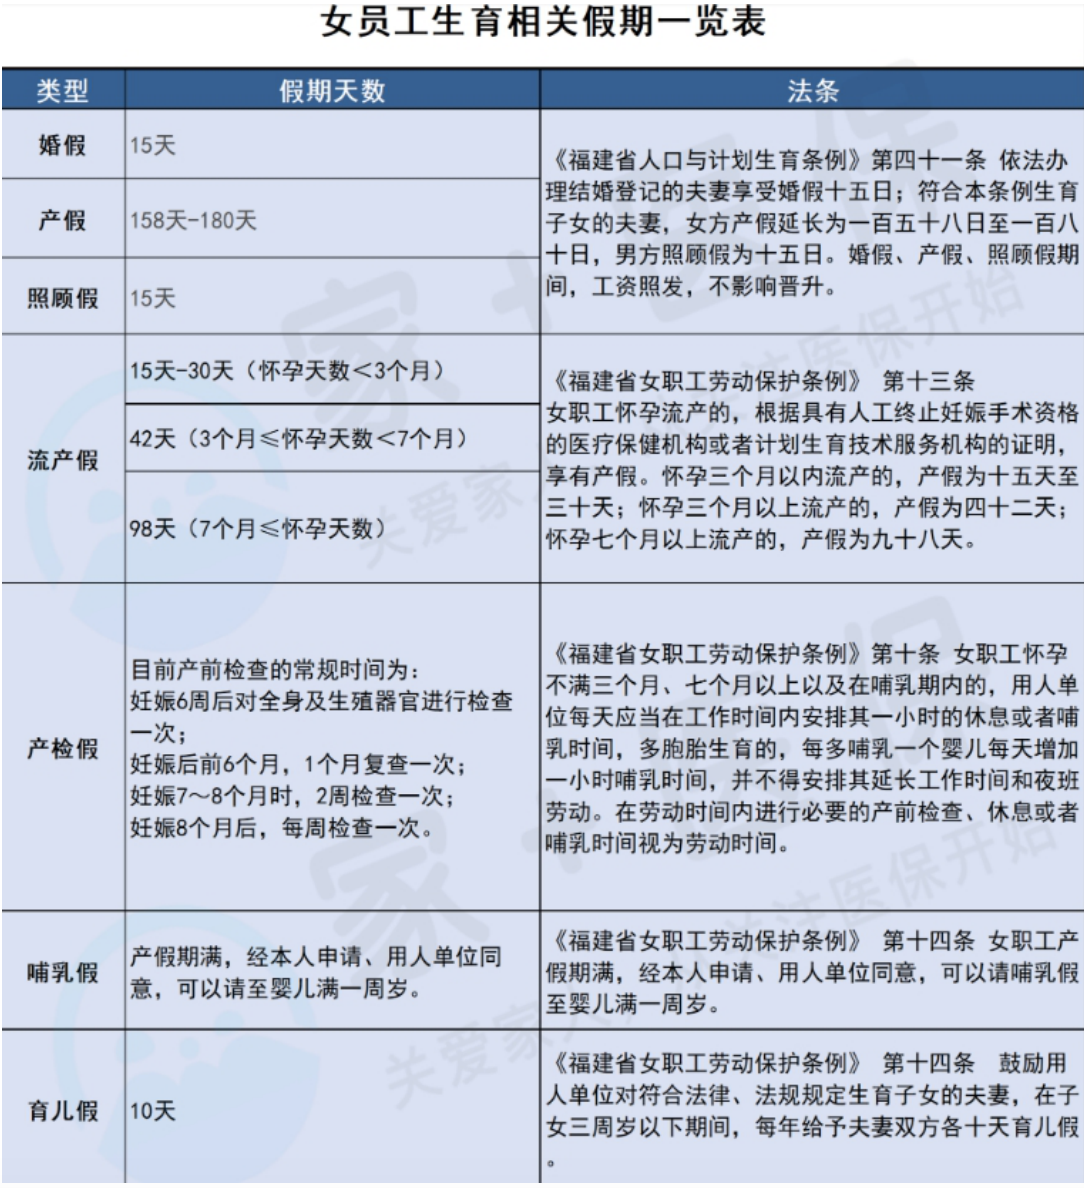 女员工生育相关假期一览表
类型
假期天数
法条
婚假
15天
产假
158天-180天
照顾假
15天
《福建省人口与计划生育条例》第四十一条 依法办
理结婚登记的夫妻享受婚假十五日；符合本条例生育
子女的夫妻，女方产假延长为一百五十八日至一百八
十日，男方照顾假为十五日。婚假、产假、照顾假期
间，工资照发，不影响晋升。
流产假
15天-30天（怀孕天数＜3个月）
42天（3个月≤怀孕天数＜7个月）
98天（7个月≤怀孕天数）
《福建省女职工劳动保护条例》 第十三条
女职工怀孕流产的，根据具有人工终止妊娠手术资格
的医疗保健机构或者计划生育技术服务机构的证明，
享有产假。怀孕三个月以内流产的，产假为十五天至
三十天；怀孕三个月以上流产的，产假为四十二天；
怀孕七个月以上流产的，产假为九十八天。
产检假
目前产前检查的常规时间为：
妊娠6周后对全身及生殖器官进行检查
一次；
妊娠后前6个月，1个月复查一次；
妊娠7～8个月时，2周检查一次；
妊娠8个月后，每周检查一次。
《福建省女职工劳动保护条例》第十条 女职工怀孕
不满三个月、七个月以上以及在哺乳期内的，用人单
位每天应当在工作时间内安排其一小时的休息或者哺
乳时间，多胞胎生育的，每多哺乳一个婴儿每天增加
一小时哺乳时间，并不得安排其延长工作时间和夜班
劳动。在劳动时间内进行必要的产前检查、休息或者
哺乳时间视为劳动时间。
哺乳假
产假期满，经本人申请、用人单位同
意，可以请至婴儿满一周岁。
《福建省女职工劳动保护条例》 第十四条 女职工产
假期满，经本人申请、用人单位同意，可以请哺乳假
至婴儿满一周岁。
育儿假
10天
《福建省女职工劳动保护条例》 第十四条 鼓励用
人单位对符合法律、法规规定生育子女的夫妻，在子
女三周岁以下期间，每年给予夫妻双方各十天育儿假
。
家+医保
关爱家人，从关注医保开始
家+医保
关爱家人，从关注医保开始